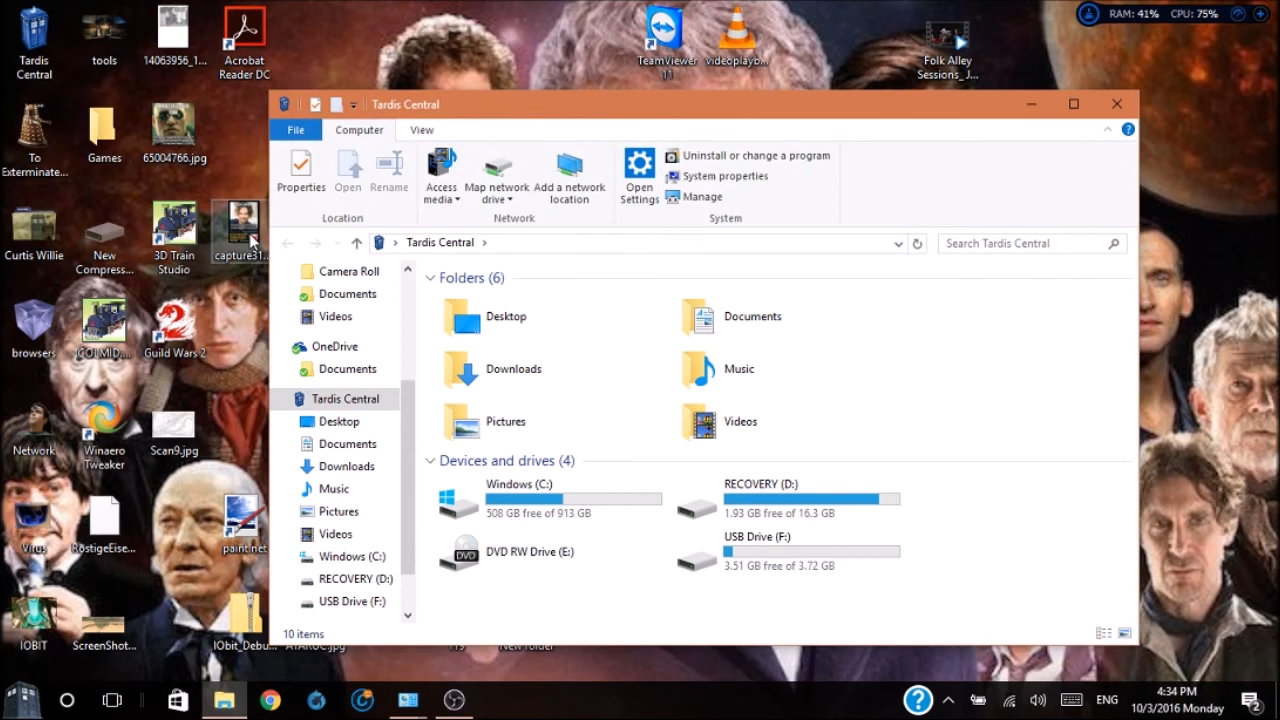 RAM: 41% CPU: 75%
Tardis Central
tools
14063956_1...
Acrobat Reader DC
TeamViewer 11
videoplayb...
Folk Alley Sessions_ J...
To Exterminate...
Games
65004766.jpg
Curtis Willie
New Compress...
3D Train Studio
capture31...
browsers
COLMID....
Guild Wars 2
Network
Winaero Tweaker
Scan9.jpg
Virus
RostigeEise...
paint.net
IOBIT
ScreenShot...
IObit_Debu...
Tardis Central
File Computer View
Properties
Open
Rename
Location
Access media
Map network drive
Add a network location
Network
Open Settings
Uninstall or change a program
System properties
Manage
System
Tardis Central
Search Tardis Central
Camera Roll
Documents
Videos
OneDrive
Documents
Tardis Central
Desktop
Documents
Downloads
Music
Pictures
Videos
Windows (C:)
RECOVERY (D:)
USB Drive (F:)
Folders (6)
Desktop
Documents
Downloads
Music
Pictures
Videos
Devices and drives (4)
Windows (C:)
508 GB free of 913 GB
RECOVERY (D:)
1.93 GB free of 16.3 GB
DVD
DVD RW Drive (E:)
USB Drive (F:)
3.51 GB free of 3.72 GB
10 items
ENG
4:34 PM
10/3/2016 Monday
2